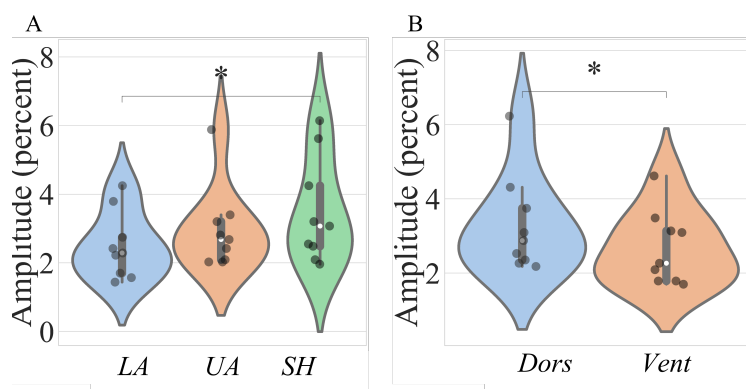 A
Amplitude (percent)
8
6
4
2
0
*
LA UA SH
B
Amplitude (percent)
8
6
4
2
*
Dors Vent